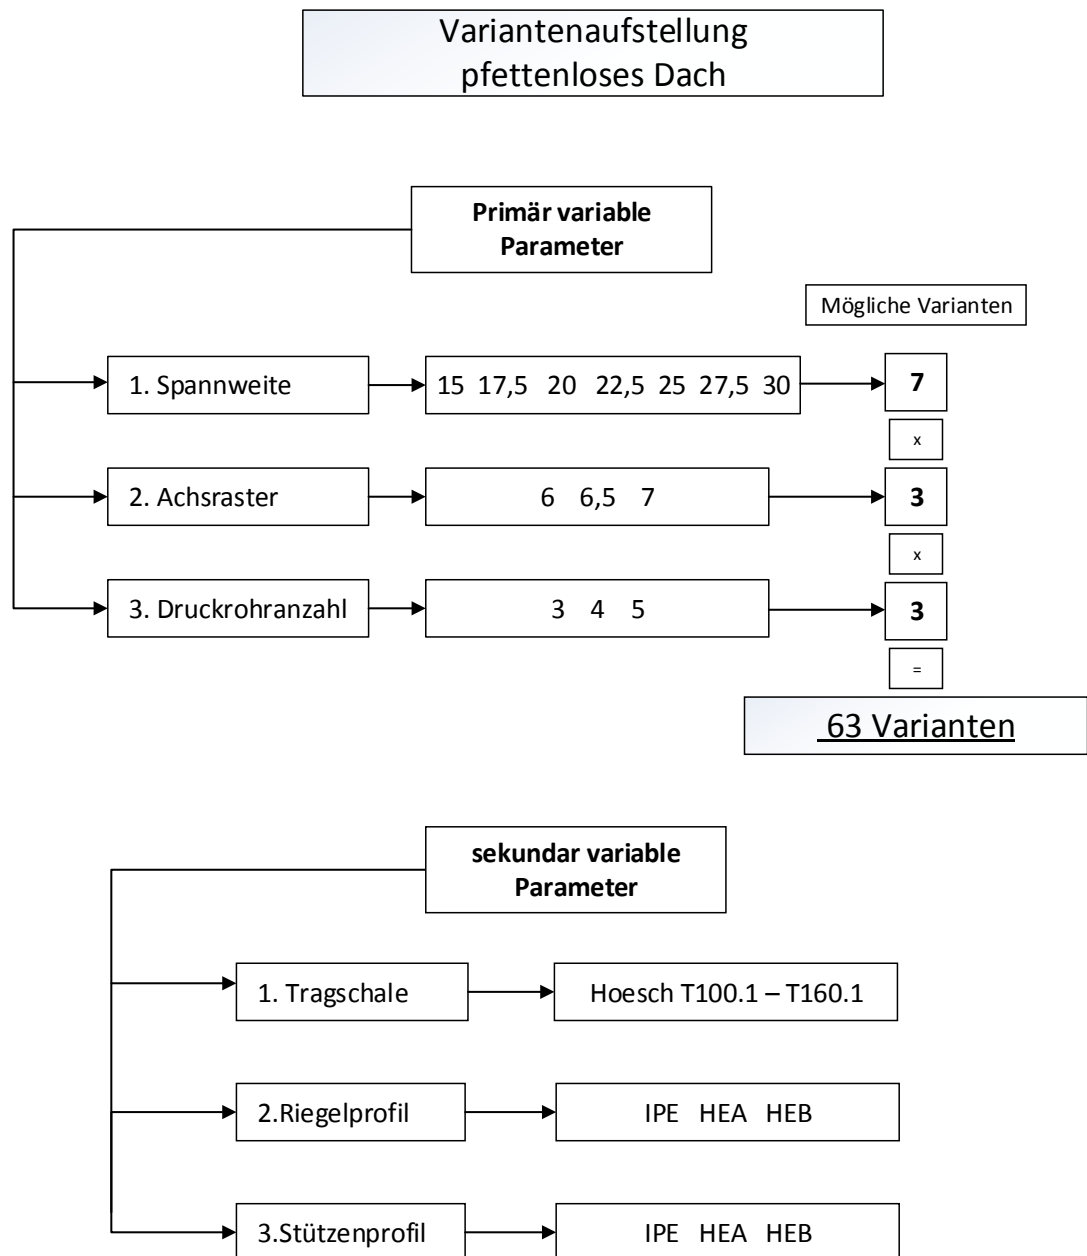 Variantenaufstellung
pfettenloses Dach
Primär variable
Parameter
Mögliche Varianten
1. Spannweite
15 17,5 20 22,5 25 27,5 30
7
x
2. Achsraster
6 6,5 7
3
x
3. Druckrohranzahl
3 4 5
3
=
63 Varianten
sekundar variable
Parameter
1. Tragschale
Hoesch T100.1 – T160.1
2.Riegelprofil
IPE HEA HEB
3.Stützenprofil
IPE HEA HEB